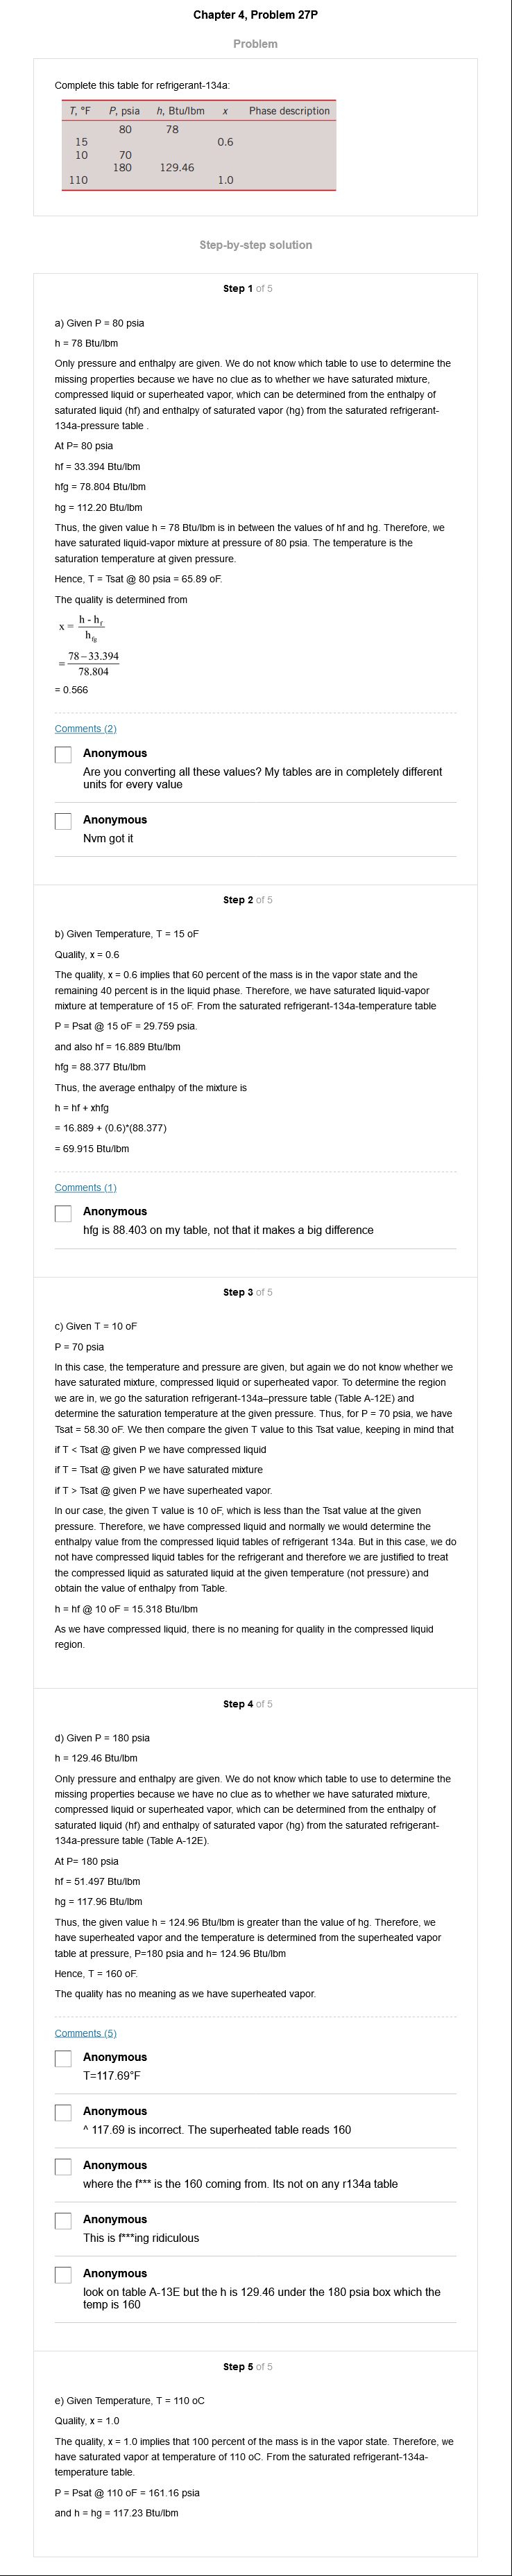 Chapter 4, Problem 27P
Problem
Complete this table for refrigerant-134a:
T, °F P, psia h, Btu/lbm x Phase description
80 78
15 0.6
10 70
180 129.46
110 1.0
Step-by-step solution
Step 1 of 5
a) Given P = 80 psia
h = 78 Btu/lbm
Only pressure and enthalpy are given. We do not know which table to use to determine the
missing properties because we have no clue as to whether we have saturated mixture,
compressed liquid or superheated vapor, which can be determined from the enthalpy of
saturated liquid (hf) and enthalpy of saturated vapor (hg) from the saturated refrigerant-
134a-pressure table .
At P= 80 psia
hf = 33.394 Btu/lbm
hfg = 78.804 Btu/lbm
hg = 112.20 Btu/lbm
Thus, the given value h = 78 Btu/lbm is in between the values of hf and hg. Therefore, we
have saturated liquid-vapor mixture at pressure of 80 psia. The temperature is the
saturation temperature at given pressure.
Hence, T = Tsat @ 80 psia = 65.89 oF.
The quality is determined from
x = h - hf
hfg
= 78 – 33.394
78.804
= 0.566
Comments (2)
Anonymous
Are you converting all these values? My tables are in completely different
units for every value
Anonymous
Nvm got it
Step 2 of 5
b) Given Temperature, T = 15 oF
Quality, x = 0.6
The quality, x = 0.6 implies that 60 percent of the mass is in the vapor state and the
remaining 40 percent is in the liquid phase. Therefore, we have saturated liquid-vapor
mixture at temperature of 15 oF. From the saturated refrigerant-134a-temperature table
P = Psat @ 15 oF = 29.759 psia.
and also hf = 16.889 Btu/lbm
hfg = 88.377 Btu/lbm
Thus, the average enthalpy of the mixture is
h = hf + xhfg
= 16.889 + (0.6)*(88.377)
= 69.915 Btu/lbm
Comments (1)
Anonymous
hfg is 88.403 on my table, not that it makes a big difference
Step 3 of 5
c) Given T = 10 oF
P = 70 psia
In this case, the temperature and pressure are given, but again we do not know whether we
have saturated mixture, compressed liquid or superheated vapor. To determine the region
we are in, we go the saturation refrigerant-134a–pressure table (Table A-12E) and
determine the saturation temperature at the given pressure. Thus, for P = 70 psia, we have
Tsat = 58.30 oF. We then compare the given T value to this Tsat value, keeping in mind that
if T < Tsat @ given P we have compressed liquid
if T = Tsat @ given P we have saturated mixture
if T > Tsat @ given P we have superheated vapor.
In our case, the given T value is 10 oF, which is less than the Tsat value at the given
pressure. Therefore, we have compressed liquid and normally we would determine the
enthalpy value from the compressed liquid tables of refrigerant 134a. But in this case, we do
not have compressed liquid tables for the refrigerant and therefore we are justified to treat
the compressed liquid as saturated liquid at the given temperature (not pressure) and
obtain the value of enthalpy from Table.
h = hf @ 10 oF = 15.318 Btu/lbm
As we have compressed liquid, there is no meaning for quality in the compressed liquid
region.
Step 4 of 5
d) Given P = 180 psia
h = 129.46 Btu/lbm
Only pressure and enthalpy are given. We do not know which table to use to determine the
missing properties because we have no clue as to whether we have saturated mixture,
compressed liquid or superheated vapor, which can be determined from the enthalpy of
saturated liquid (hf) and enthalpy of saturated vapor (hg) from the saturated refrigerant-
134a-pressure table (Table A-12E).
At P= 180 psia
hf = 51.497 Btu/lbm
hg = 117.96 Btu/lbm
Thus, the given value h = 124.96 Btu/lbm is greater than the value of hg. Therefore, we
have superheated vapor and the temperature is determined from the superheated vapor
table at pressure, P=180 psia and h= 124.96 Btu/lbm
Hence, T = 160 oF.
The quality has no meaning as we have superheated vapor.
Comments (5)
Anonymous
T=117.69°F
Anonymous
^ 117.69 is incorrect. The superheated table reads 160
Anonymous
where the f*** is the 160 coming from. Its not on any r134a table
Anonymous
This is f***ing ridiculous
Anonymous
look on table A-13E but the h is 129.46 under the 180 psia box which the
temp is 160
Step 5 of 5
e) Given Temperature, T = 110 oC
Quality, x = 1.0
The quality, x = 1.0 implies that 100 percent of the mass is in the vapor state. Therefore, we
have saturated vapor at temperature of 110 oC. From the saturated refrigerant-134a-
temperature table.
P = Psat @ 110 oF = 161.16 psia
and h = hg = 117.23 Btu/lbm